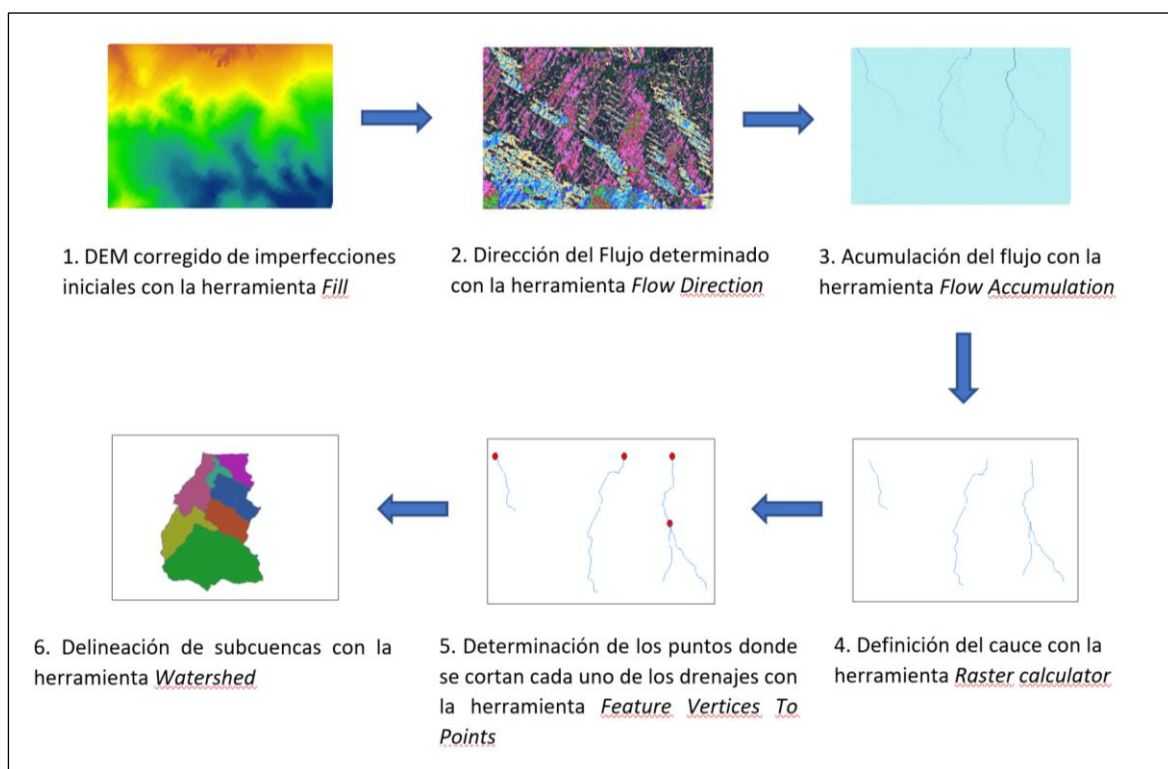 1. DEM corregido de imperfecciones
iniciales con la herramienta Fill
2. Dirección del Flujo determinado
con la herramienta Flow Direction
3. Acumulación del flujo con la
herramienta Flow Accumulation
4. Definición del cauce con la
herramienta Raster calculator
5. Determinación de los puntos donde
se cortan cada uno de los drenajes con
la herramienta Feature Vertices To
Points
6. Delineación de subcuencas con la
herramienta Watershed